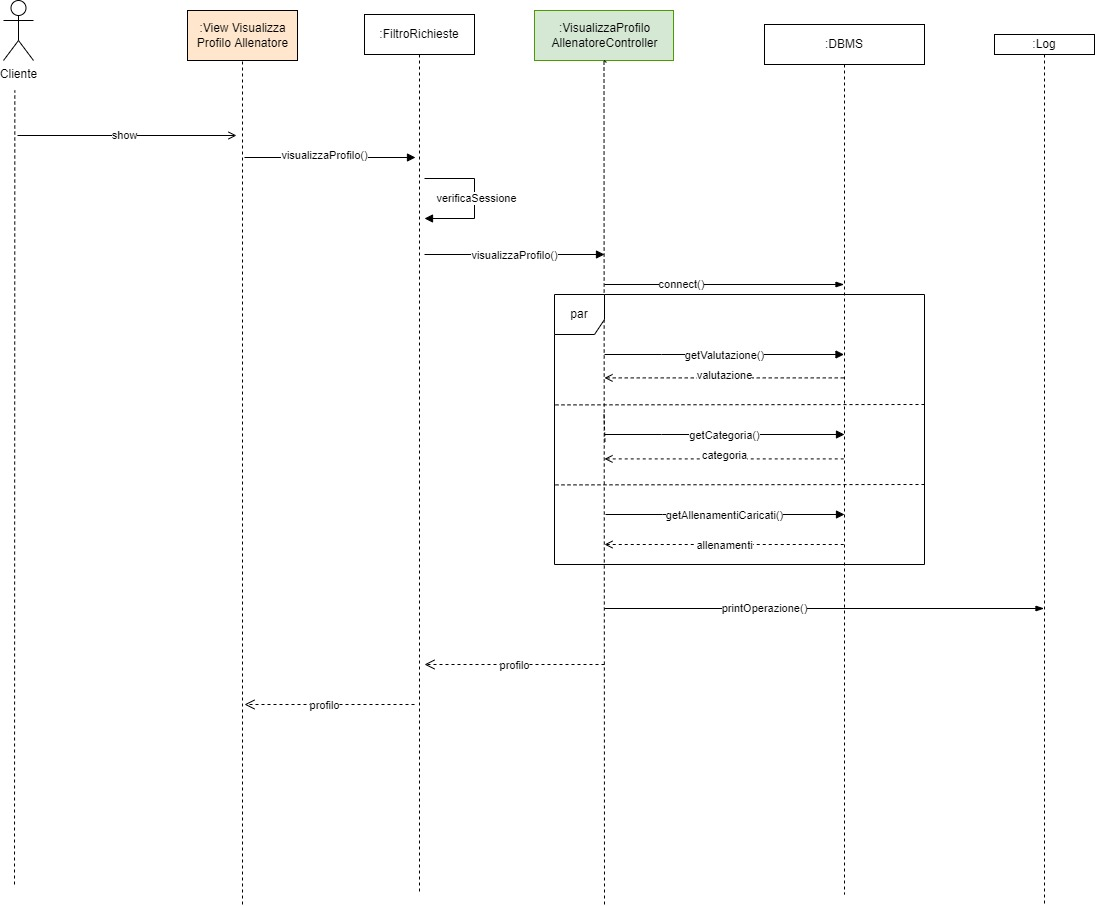 :View Visualizza
Profilo Allenatore
:FiltroRichieste
:VisualizzaProfilo
AllenatoreController
:DBMS
:Log
Cliente
show
visualizzaProfilo()
verificaSessione
visualizzaProfilo()
connect()
par
getValutazione()
valutazione
getCategoria()
categoria
getAllenamentiCaricati()
allenamenti
printOperazione()
profilo
profilo